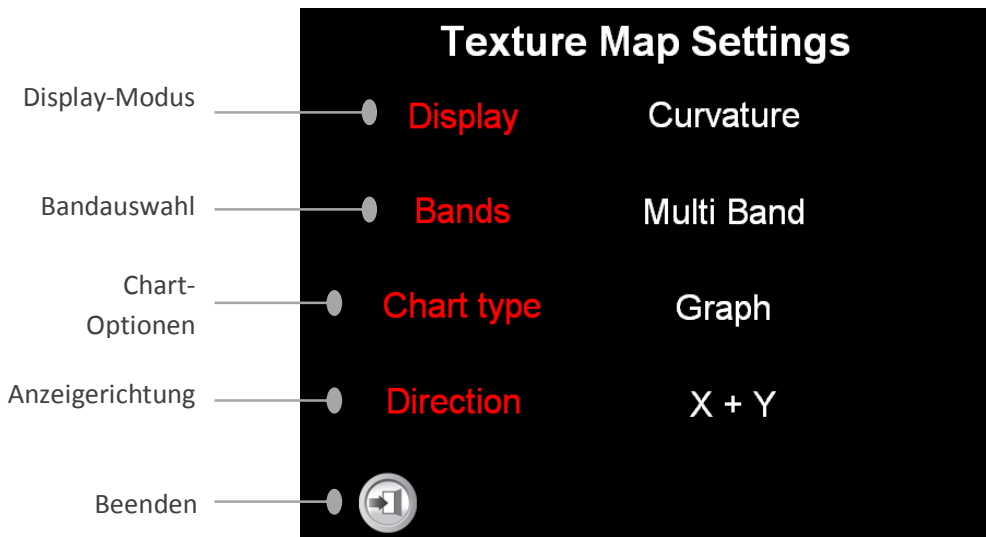 Texture Map Settings
Display-Modus
Display
Curvature
Bandauswahl
Bands
Multi Band
Chart-
Optionen
Chart type
Graph
Anzeigerichtung
Direction
X + Y
Beenden